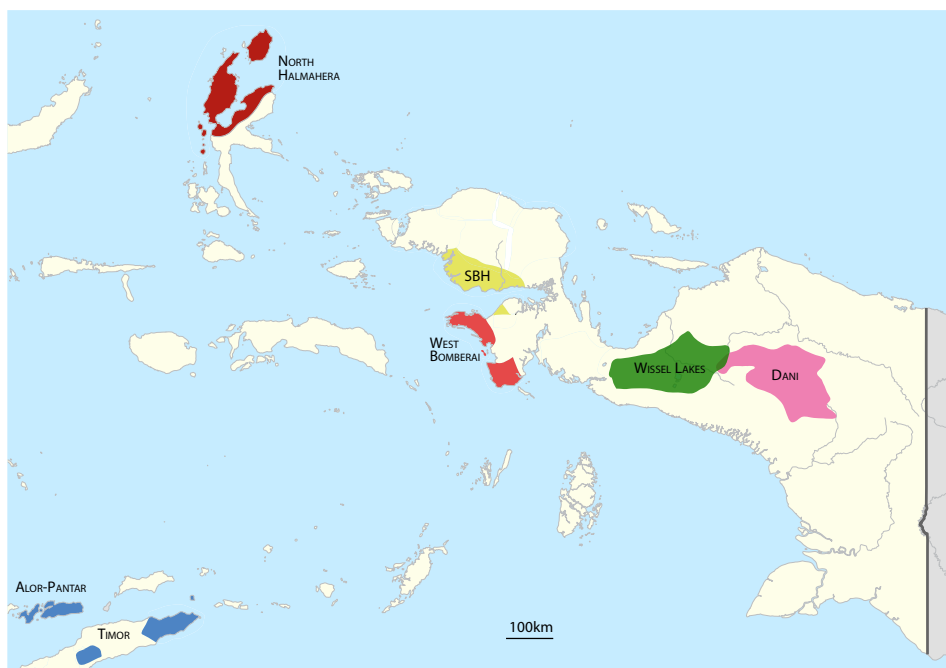 North
Halmahera
SBH
West
Bomberai
Wissel Lakes
Dani
Alor-Pantar
Timor
100km